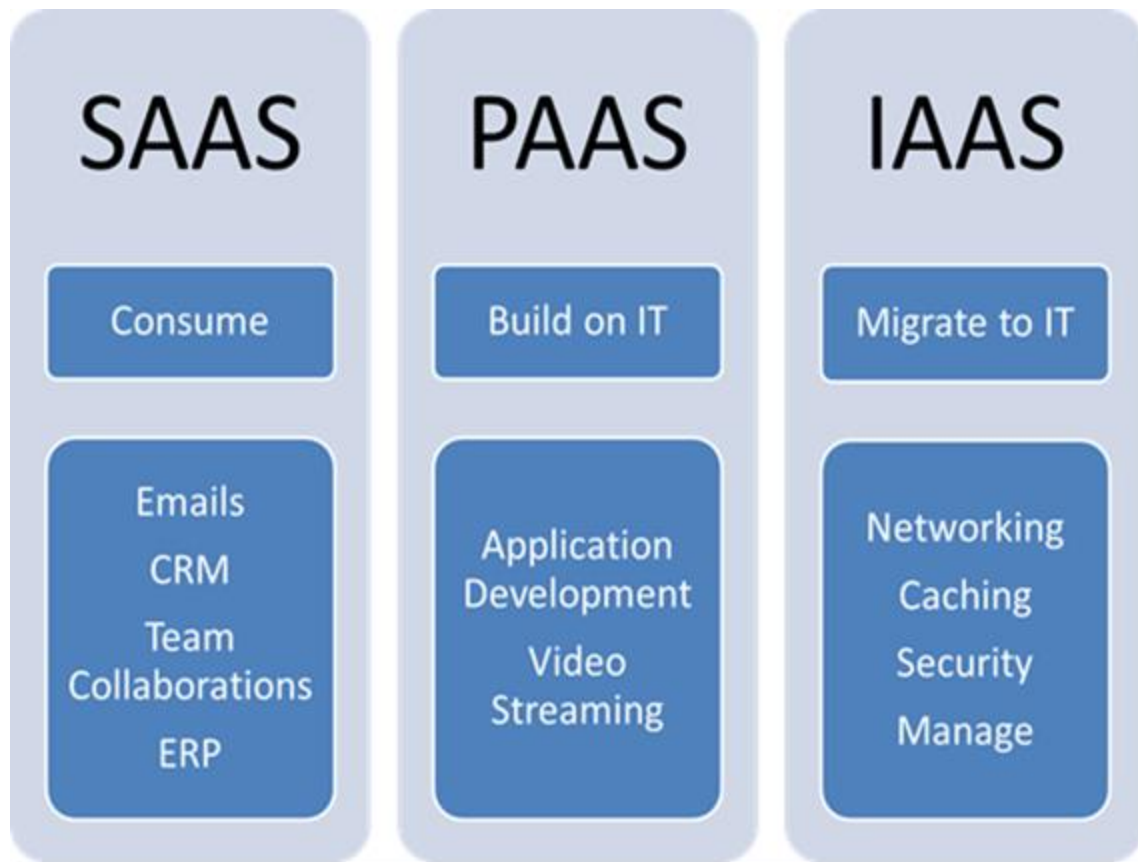 SAAS
Consume
Emails
CRM
Team
Collaborations
ERP
PAAS
Build on IT
Application
Development
Video
Streaming
IAAS
Migrate to IT
Networking
Caching
Security
Manage